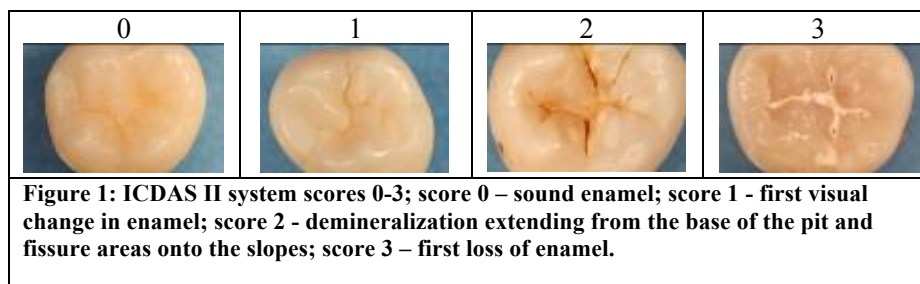 0 1 2 3
Figure 1: ICDAS II system scores 0-3; score 0 – sound enamel; score 1 - first visual
change in enamel; score 2 - demineralization extending from the base of the pit and
fissure areas onto the slopes; score 3 – first loss of enamel.